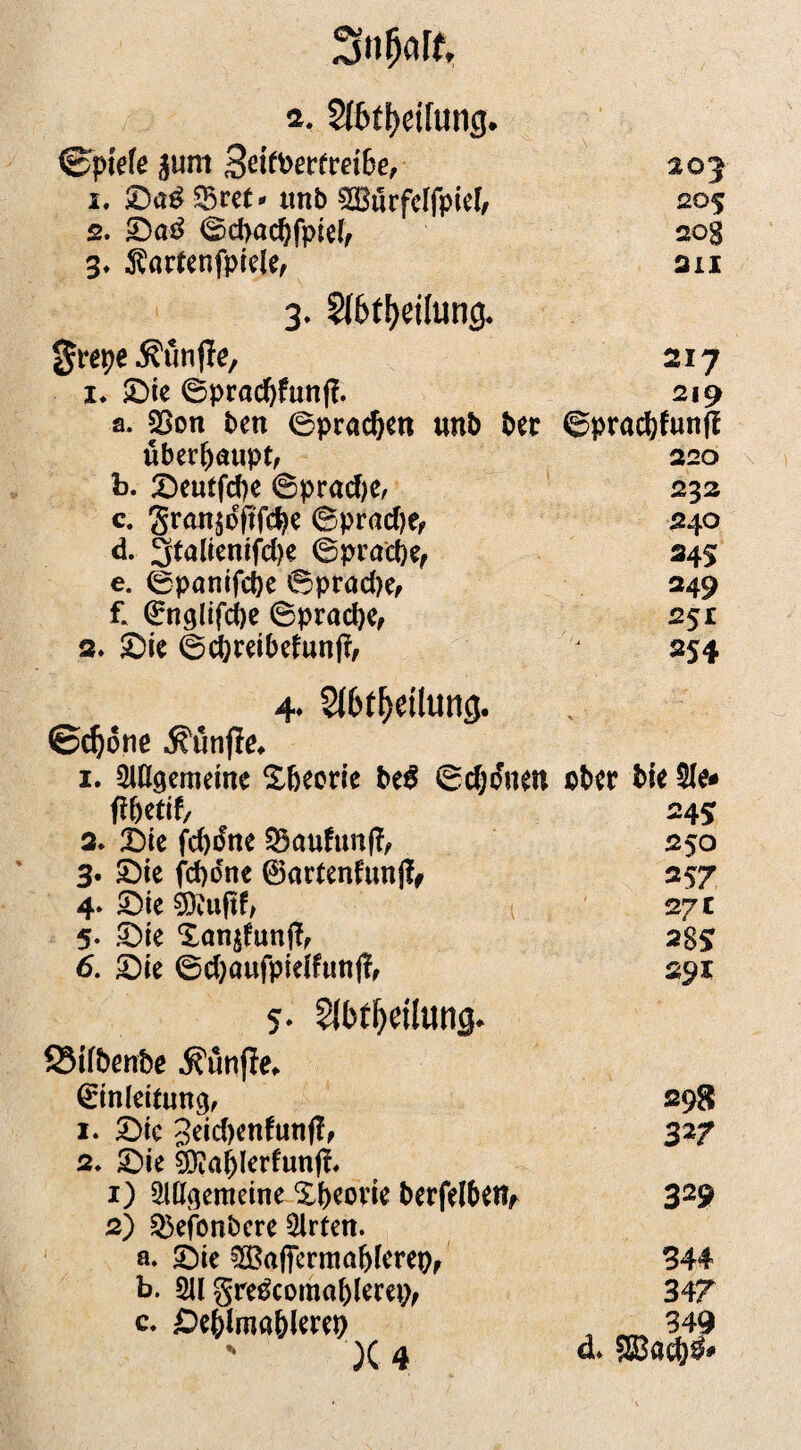 Inhalt.
2. Abtheilung.
Spiele zum Zeitvertreibe, 203
1. Das Bret- und Würfelspiel, 205
2. Das Schachspiel, 208
3. Kartenspiele, 211
3. Abtheilung.
Freye Künste, 217
1. Die Sprachkunst. 219
a. Von den Sprachen und der Sprachkunst
überhaupt, 220
b. Deutsche Sprache, 232
c. Französische Sprache, 240
d. Italienische Sprache, 245
e. Spanische Sprache, 249
f. Englische Sprache, 251
2. Die Schreibekunst, 254
4. Abtheilung.
Schöne Künste.
1. Allgemeine Theorie des Schönen oder die Ae-
sthetik, 245
2. Die schöne Baukunst, 250
3. Die schöne Gartenkunst, 257
4. Die Musik, 271
5. Die Tanzkunst, 285
6. Die Schauspielkunst, 291
5. Abtheilung.
Bildende Künste.
Einleitung, 298
1. Die Zeichenkunst, 327
2. Die Mahlerkunst.
1) Allgemeine Theorie derselben, 329
2) Besondere Arten.
a. Die Wassermahlerey, 344
b. Al Frescomahlerey, 347
c. Oehlmahlerey 349
)( 4 d. Wachs-